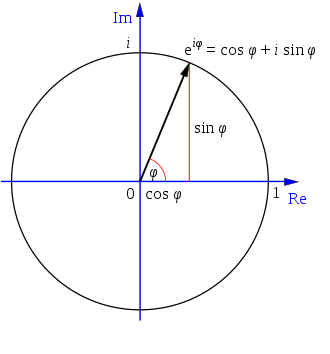 Im
i
e^{iφ} = cos φ + i sin φ
sin φ
φ
0
cos φ
1
Re